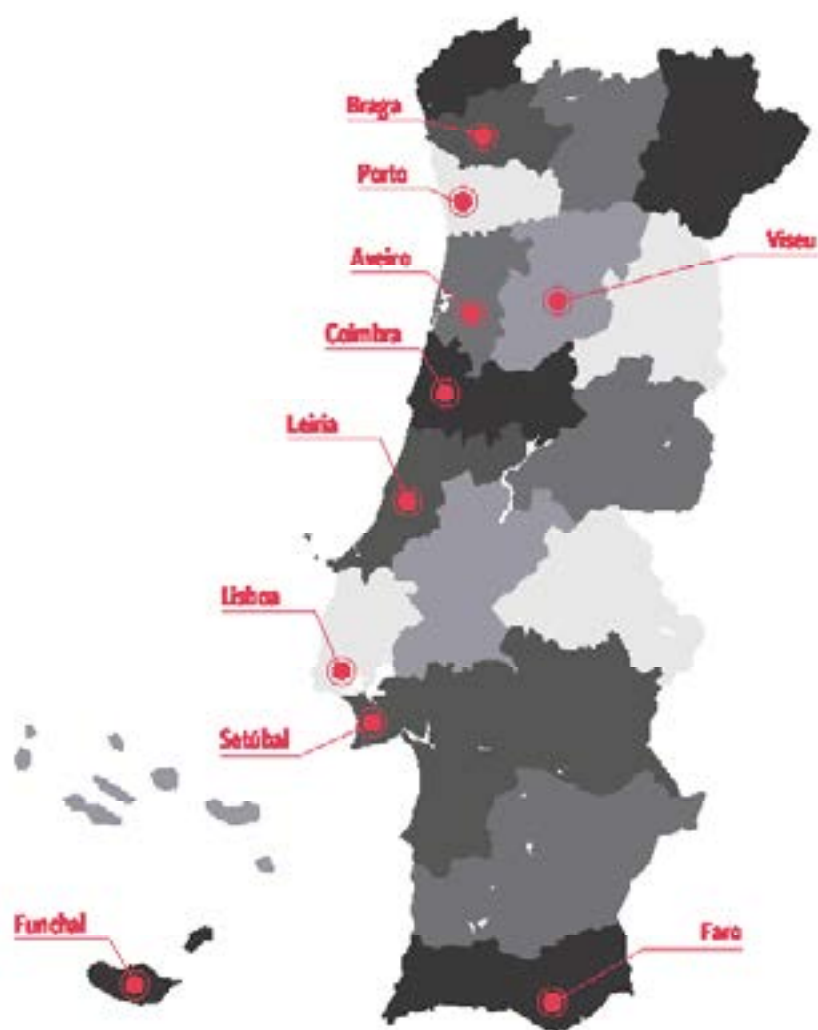 Braga
Porto
Viseu
Aveiro
Coimbra
Leiria
Lisboa
Setúbal
Funchal
Faro